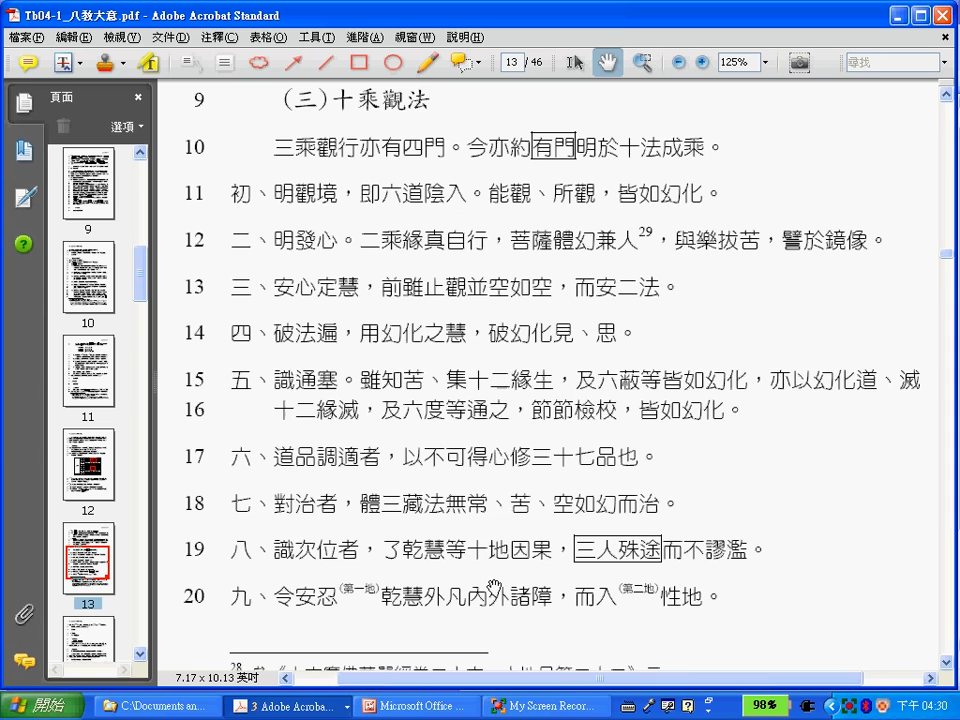 Tb04-1_八教大意.pdf - Adobe Acrobat Standard
檔案(F) 編輯(E) 檢視(V) 文件(D) 注釋(C) 表格(O) 工具(T) 進階(A) 視窗(W) 說明(H)
13 / 46 125% 尋找
頁面
選項
9
10
11
12
13
9 (三)十乘觀法
10 三乘觀行亦有四門。今亦約有門明於十法成乘。
11 初、明觀境，即六道陰入。能觀、所觀，皆如幻化。
12 二、明發心。二乘緣真自行，菩薩體幻兼人29，與樂拔苦，譬於鏡像。
13 三、安心定慧，前雖止觀並空如空，而安二法。
14 四、破法遍，用幻化之慧，破幻化見、思。
15 五、識通塞。雖知苦、集十二緣生，及六蔽等皆如幻化，亦以幻化道、滅
16 十二緣滅，及六度等通之，節節檢校，皆如幻化。
17 六、道品調適者，以不可得心修三十七品也。
18 七、對治者，體三藏法無常、苦、空如幻而治。
19 八、識次位者，了乾慧等十地因果，三人殊途而不謬濫。
20 九、令安忍(第一地)乾慧外凡內外諸障，而入(第二地)性地。
28
7.17 x 10.13 英吋
開始 C:\Documents an... 3 Adobe Acroba... Microsoft Office ... My Screen Recor... 98% 下午 04:30